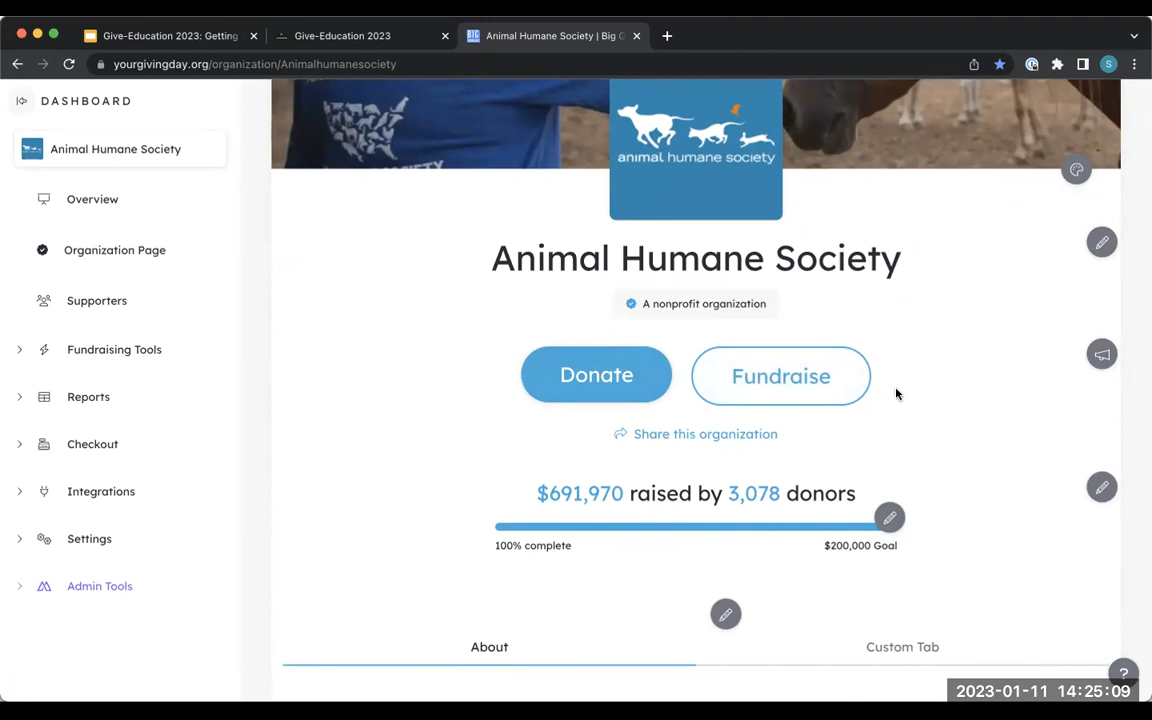 Give-Education 2023: Getting
Give-Education 2023
BIG
Animal Humane Society | Big G
yourgivingday.org/organization/Animalhumanesociety
S
DASHBOARD
Animal Humane Society
Overview
Organization Page
Supporters
Fundraising Tools
Reports
Checkout
Integrations
Settings
Admin Tools
animal humane society
Animal Humane Society
A nonprofit organization
Donate
Fundraise
Share this organization
$691,970 raised by 3,078 donors
100% complete
$200,000 Goal
About
Custom Tab
?
2023-01-11 14:25:09